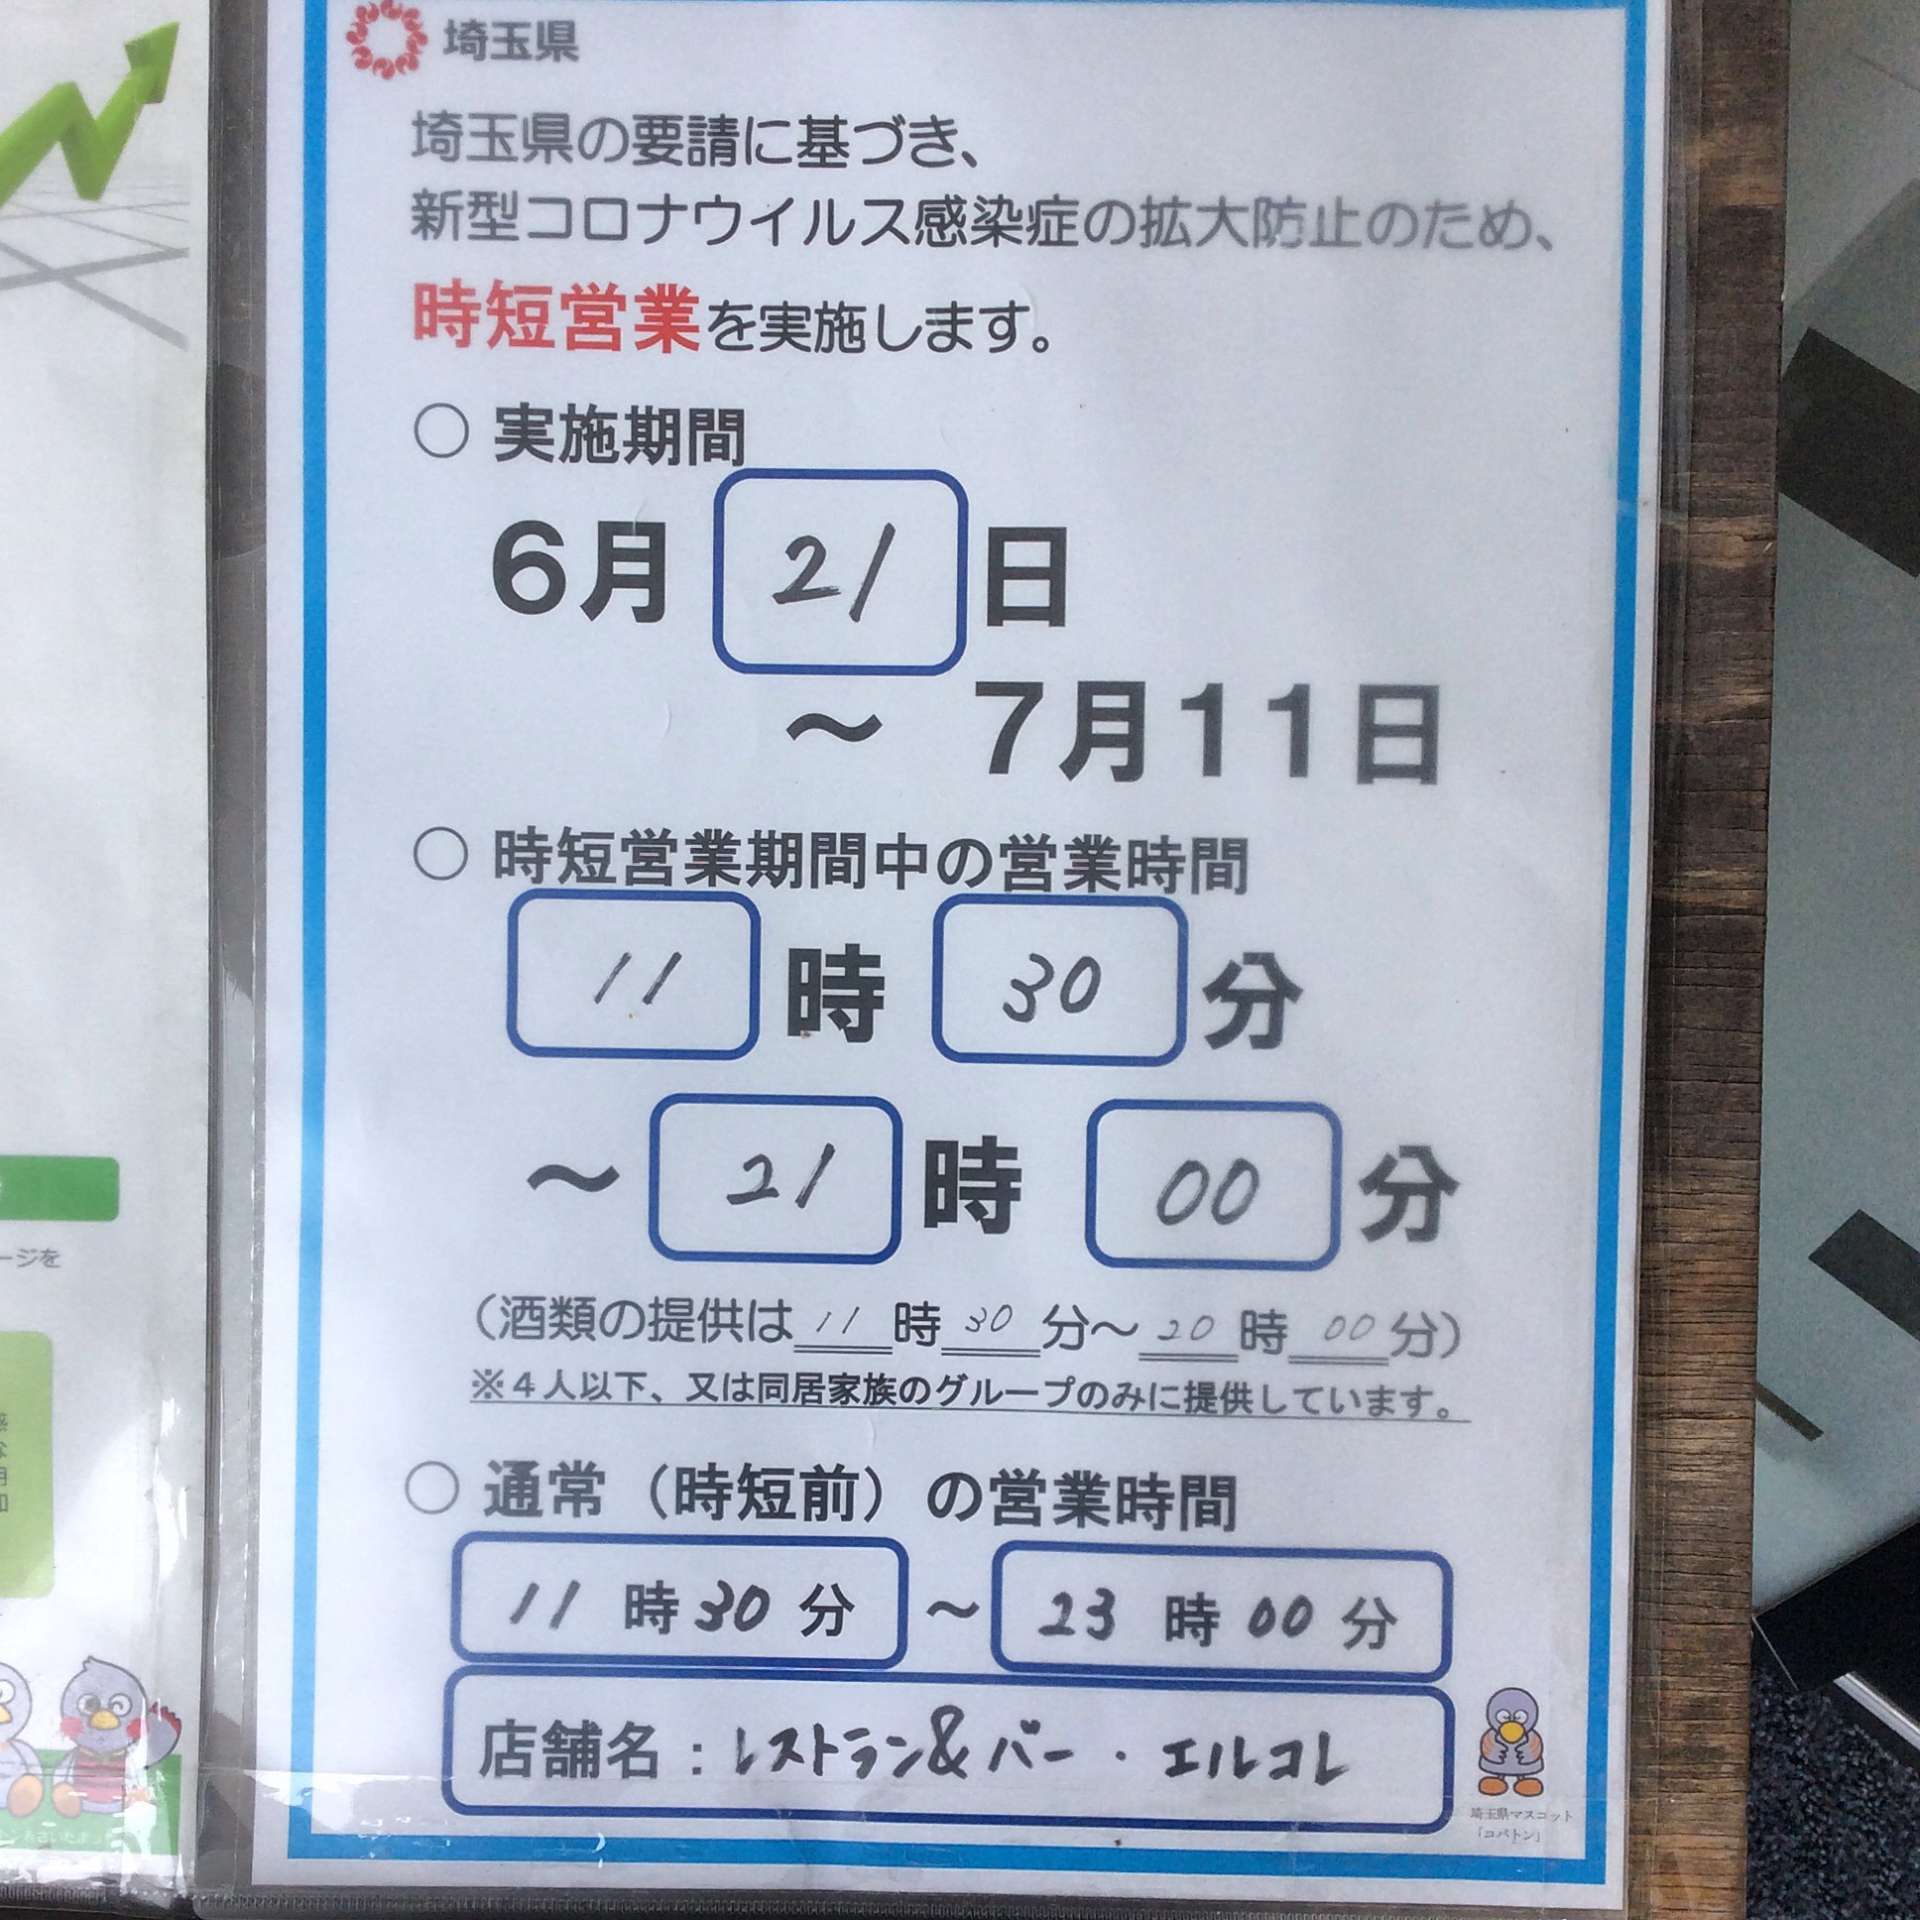 埼玉県
埼玉県の要請に基づき、
新型コロナウイルス感染症の拡大防止のため、
時短営業を実施します。
○ 実施期間
6月 21 日
～ 7月11日
○ 時短営業期間中の営業時間
11 時 30 分
～ 21 時 00 分
（酒類の提供は 11 時 30 分～ 20 時 00 分）
※４人以下、又は同居家族のグループのみに提供しています。
○ 通常（時短前）の営業時間
11 時 30 分 ～ 23 時 00 分
店舗名：レストラン&バー・エルコレ
埼玉県マスコット
「コバトン」
ージを